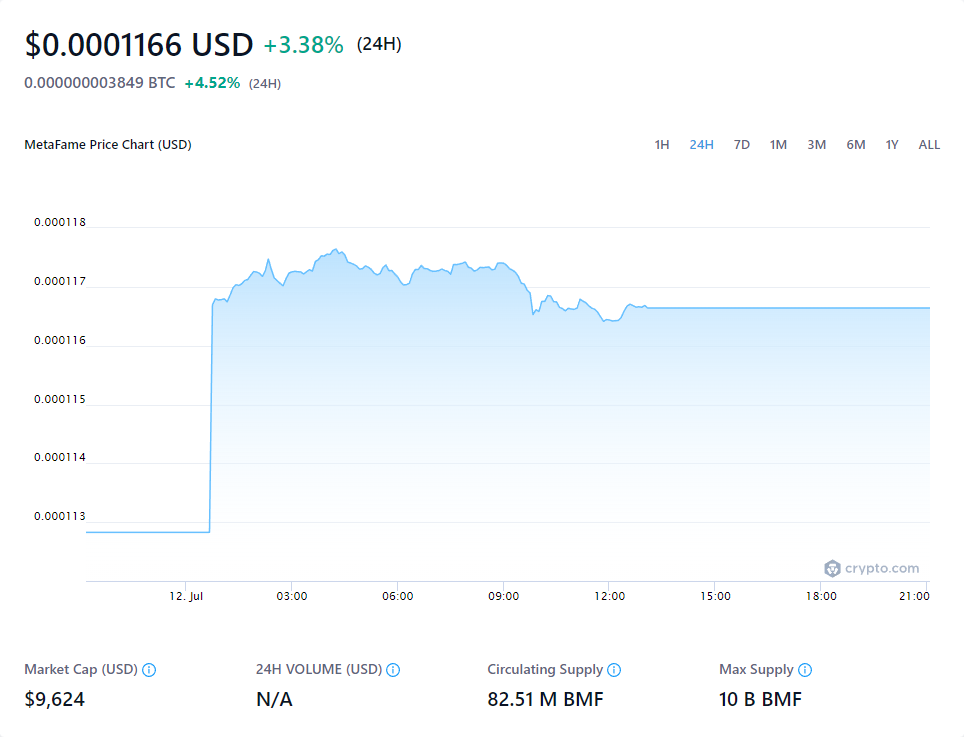 $0.0001166 USD +3.38% (24H)
0.000000003849 BTC +4.52% (24H)
MetaFame Price Chart (USD) 1H 24H 7D 1M 3M 6M 1Y ALL
0.000118
0.000117
0.000116
0.000115
0.000114
0.000113
crypto.com
12. Jul 03:00 06:00 09:00 12:00 15:00 18:00 21:00
Market Cap (USD) 24H VOLUME (USD) Circulating Supply Max Supply
$9,624 N/A 82.51 M BMF 10 B BMF